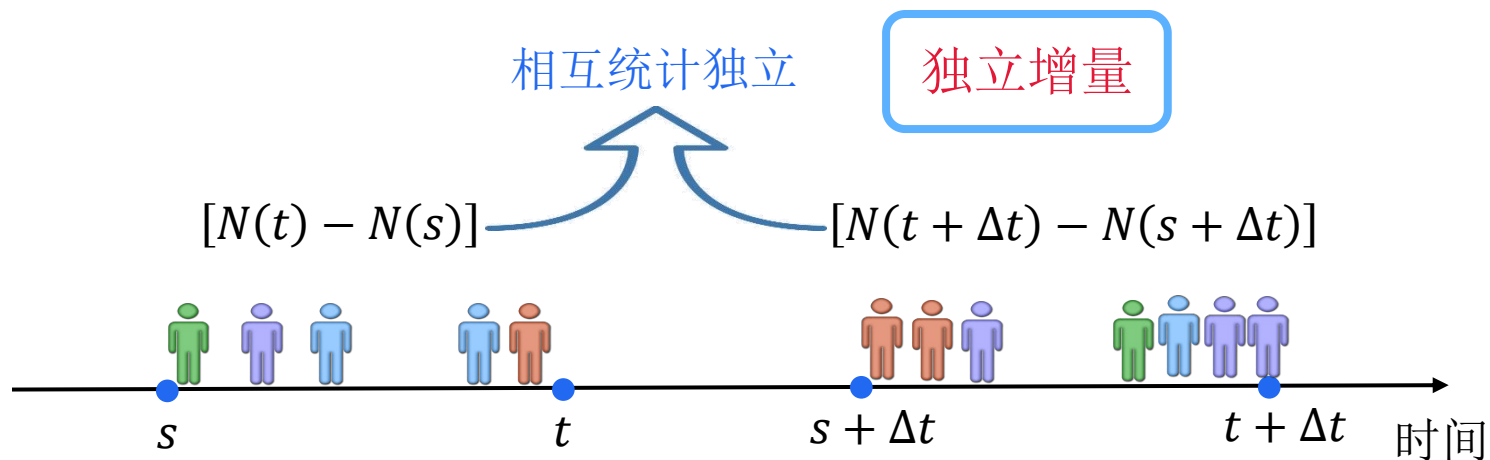 相互统计独立
独立增量
[N(t) − N(s)]
[N(t + Δt) − N(s + Δt)]
s
t
s + Δt
t + Δt
时间